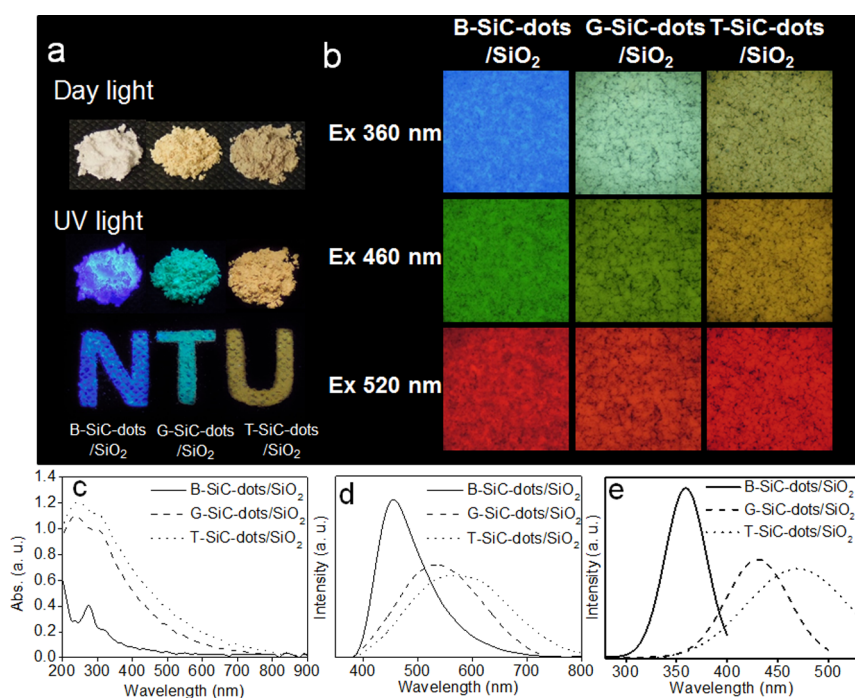 a
Day light
UV light
N T U
B-SiC-dots G-SiC-dots T-SiC-dots
/SiO₂ /SiO₂ /SiO₂
b
B-SiC-dots G-SiC-dots T-SiC-dots
/SiO₂ /SiO₂ /SiO₂
Ex 360 nm
Ex 460 nm
Ex 520 nm
c
B-SiC-dots/SiO₂
G-SiC-dots/SiO₂
T-SiC-dots/SiO₂
Abs. (a. u.)
1.4
1.2
1.0
0.8
0.6
0.4
0.2
0.0
200 300 400 500 600 700 800 900
Wavelength (nm)
d
B-SiC-dots/SiO₂
G-SiC-dots/SiO₂
T-SiC-dots/SiO₂
Intensity (a. u.)
400 500 600 700 800
Wavelength (nm)
e
B-SiC-dots/SiO₂
G-SiC-dots/SiO₂
T-SiC-dots/SiO₂
Intensity (a. u.)
300 350 400 450 500
Wavelength (nm)